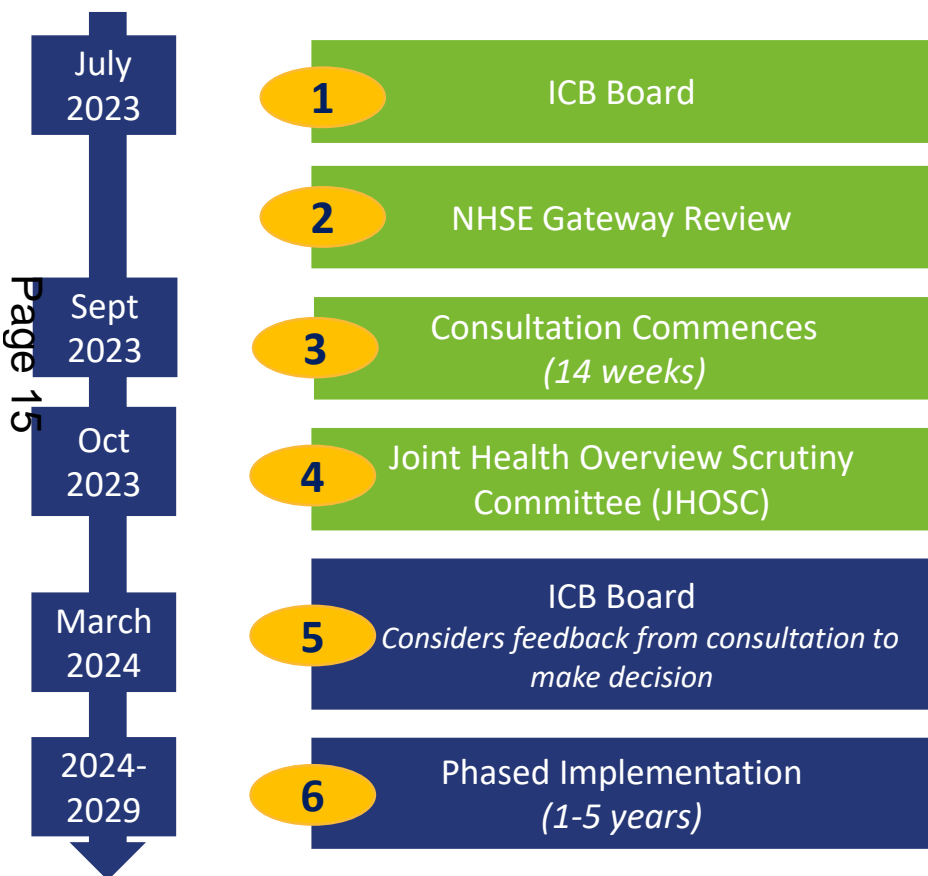 July
2023
1
ICB Board
2
NHSE Gateway Review
Sept
2023
3
Consultation Commences
(14 weeks)
Page 15
Oct
2023
4
Joint Health Overview Scrutiny
Committee (JHOSC)
March
2024
5
ICB Board
Considers feedback from consultation to
make decision
2024-
2029
6
Phased Implementation
(1-5 years)